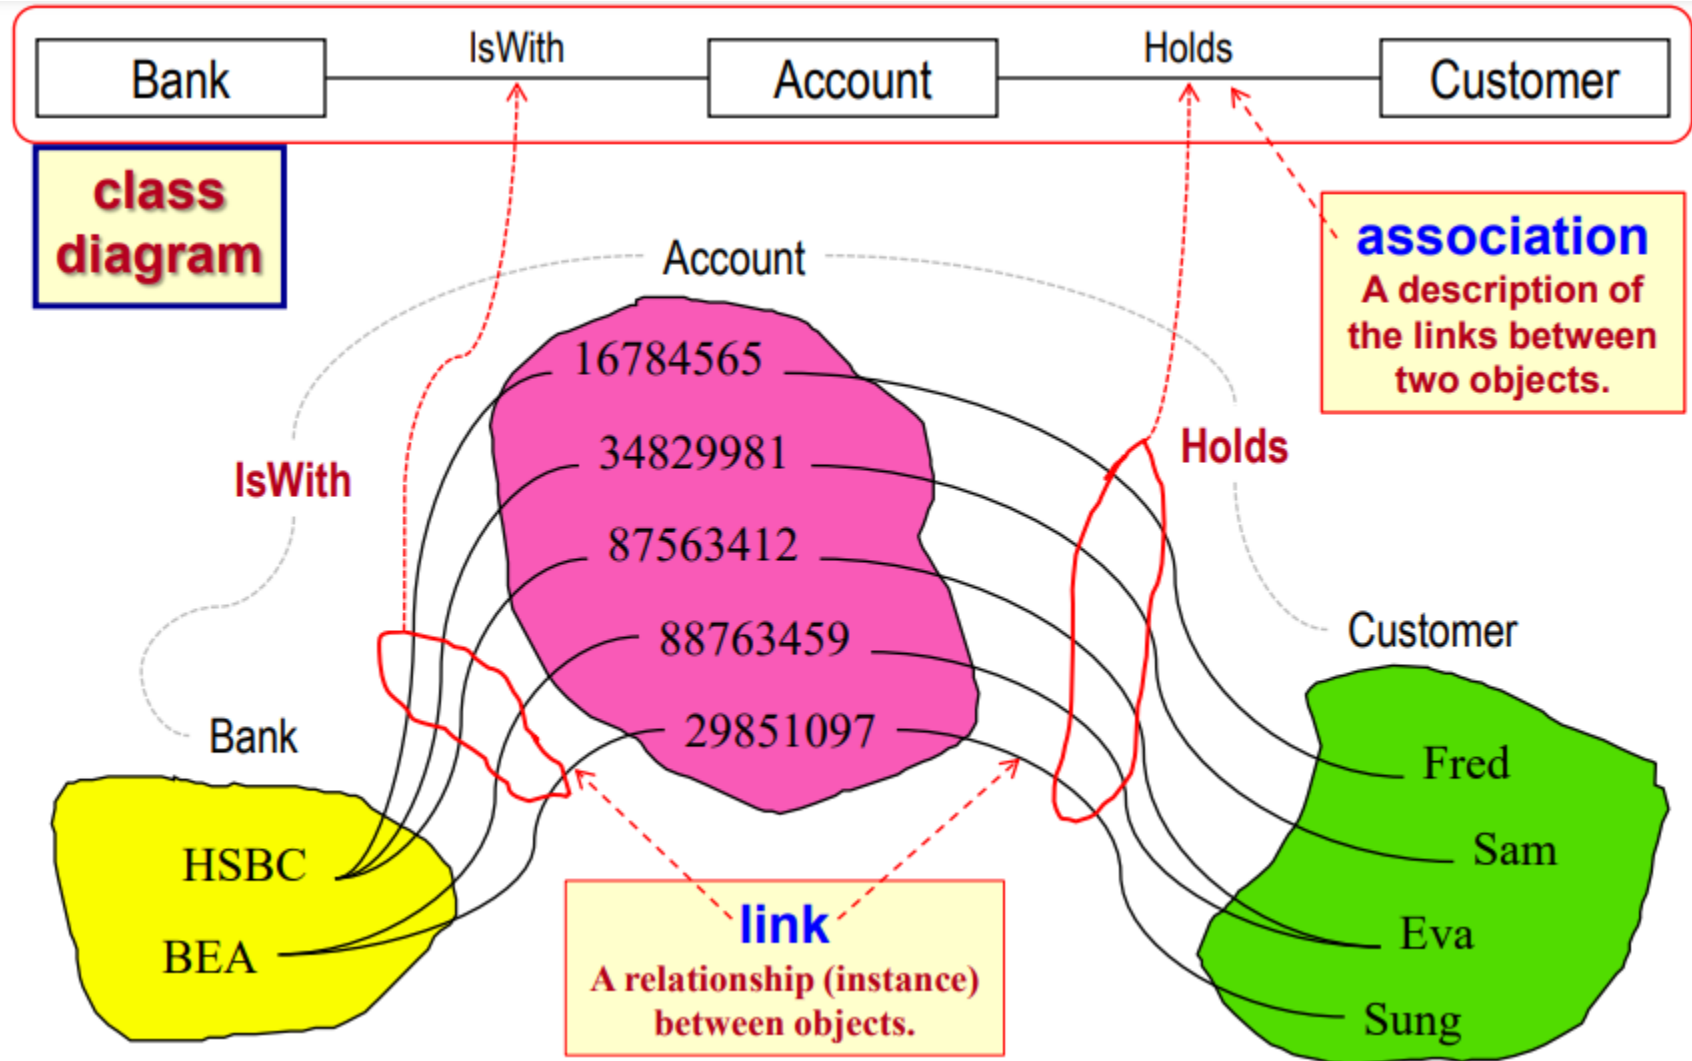 IsWith
Holds
Bank
Account
Customer
class
diagram
association
A description of
the links between
two objects.
Account
16784565
34829981
87563412
88763459
29851097
IsWith
Holds
Customer
Bank
Fred
Sam
Eva
Sung
HSBC
BEA
link
A relationship (instance)
between objects.